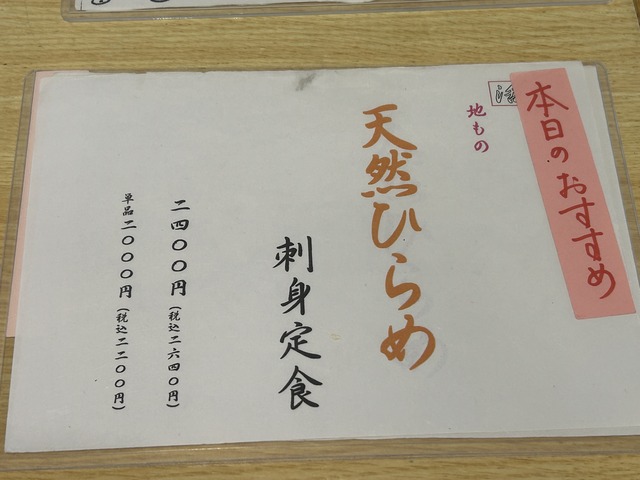 本日のおすすめ
地もの
天然ひらめ
刺身定食
二四〇〇円(税込二六四〇円)
単品二〇〇〇円(税込二二〇〇円)